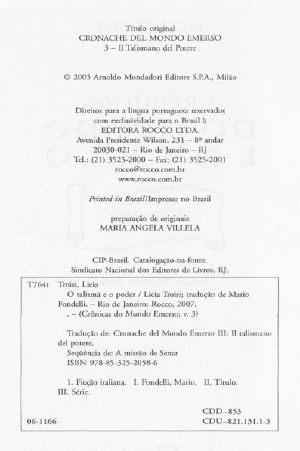 Título original
CRONACHE DEL MONDO EMERSO
3 – Il Talismano del Potere
© 2005 Arnoldo Mondadori Editore S.P.A., Milão
Direitos para a língua portuguesa reservados
com exclusividade para o Brasil à
EDITORA ROCCO LTDA.
Avenida Presidente Wilson, 231 – 8º andar
20030-021 – Rio de Janeiro – RJ
Tel.: (21) 3525-2000 – Fax: (21) 3525-2001
rocco@rocco.com.br
www.rocco.com.br
Printed in Brazil/Impresso no Brasil
preparação de originais
MARIA ANGELA VILLELA
CIP-Brasil. Catalogação-na-fonte.
Sindicato Nacional dos Editores de Livros, RJ.
T764t Troisi, Licia
O talismã e o poder / Licia Troisi; tradução de Mario
Fondelli. – Rio de Janeiro: Rocco, 2007.
. – (Crônicas do Mundo Emerso; v. 3)
Tradução de: Cronache del Mondo Emerso III: Il talismano
del potere.
Seqüência de: A missão de Senar
ISBN 978-85-325-2058-6
1. Ficção italiana. I. Fondelli, Mario. II. Título.
III. Série.
CDD–853
06-1166 CDU–821.131.1-3